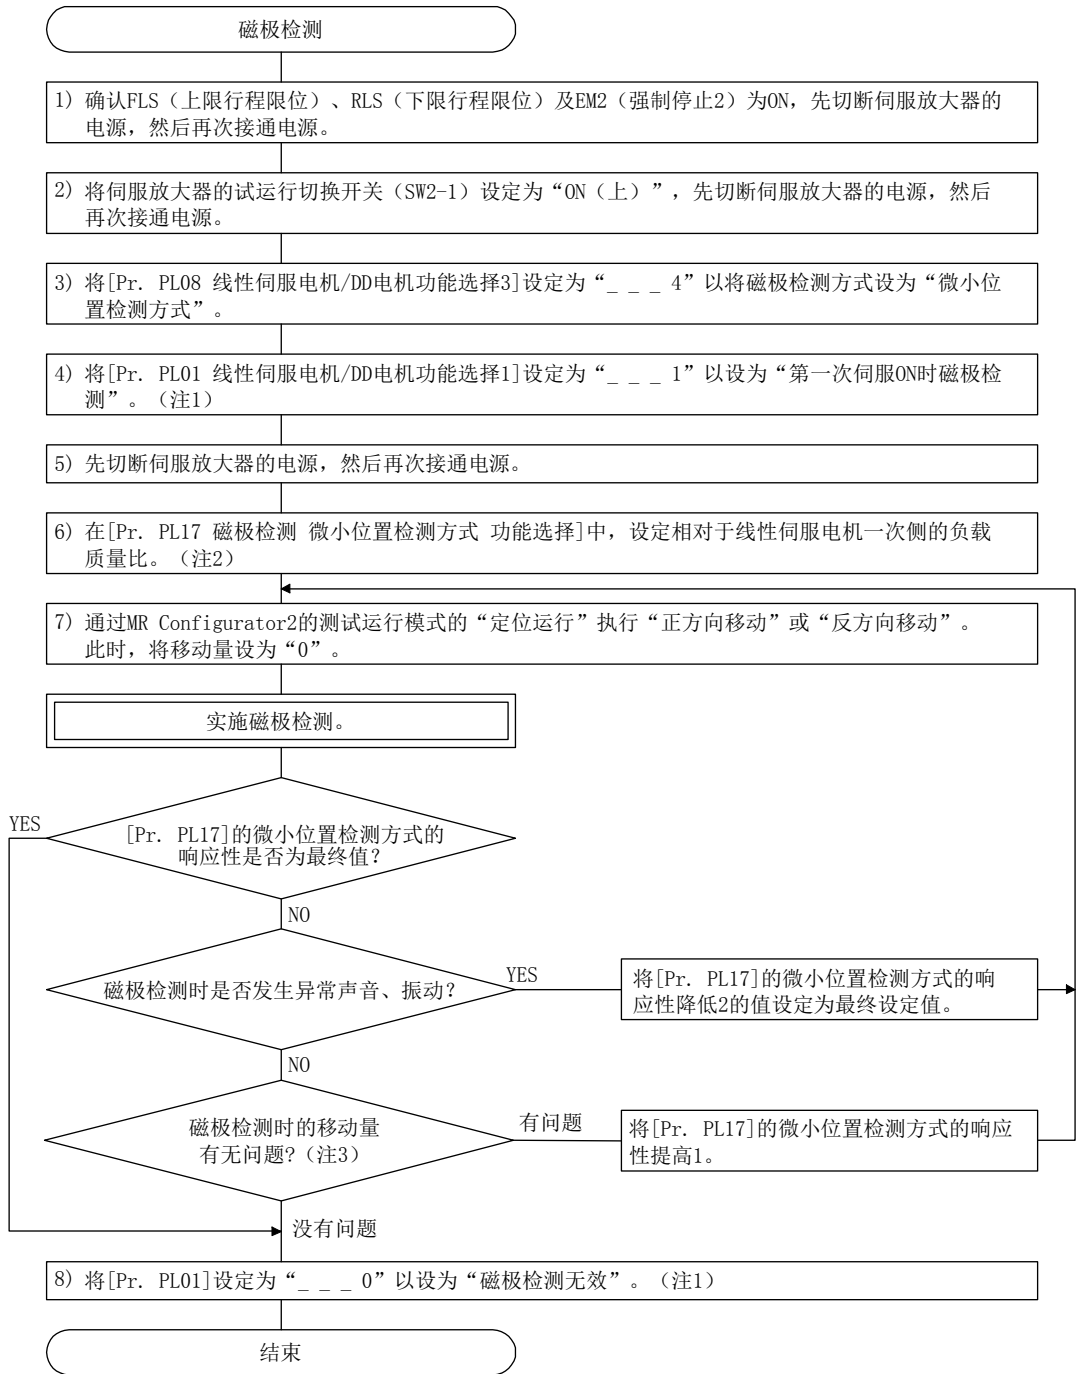 磁极检测
1) 确认FLS（上限行程限位）、RLS（下限行程限位）及EM2（强制停止2）为ON，先切断伺服放大器的
电源，然后再次接通电源。
2) 将伺服放大器的试运行切换开关（SW2-1）设定为“ON（上）”，先切断伺服放大器的电源，然后
再次接通电源。
3) 将[Pr. PL08 线性伺服电机/DD电机功能选择3]设定为“_ _ _ 4”以将磁极检测方式设为“微小位
置检测方式”。
4) 将[Pr. PL01 线性伺服电机/DD电机功能选择1]设定为“_ _ _ 1”以设为“第一次伺服ON时磁极检
测”。（注1）
5) 先切断伺服放大器的电源，然后再次接通电源。
6) 在[Pr. PL17 磁极检测 微小位置检测方式 功能选择]中，设定相对于线性伺服电机一次侧的负载
质量比。（注2）
7) 通过MR Configurator2的测试运行模式的“定位运行”执行“正方向移动”或“反方向移动”。
此时，将移动量设为“0”。
实施磁极检测。
YES
[Pr. PL17]的微小位置检测方式的
响应性是否为最终值？
NO
磁极检测时是否发生异常声音、振动？
YES
将[Pr. PL17]的微小位置检测方式的响
应性降低2的值设定为最终设定值。
NO
磁极检测时的移动量
有无问题？（注3）
有问题
将[Pr. PL17]的微小位置检测方式的响应
性提高1。
没有问题
8) 将[Pr. PL01]设定为“_ _ _ 0”以设为“磁极检测无效”。（注1）
结束